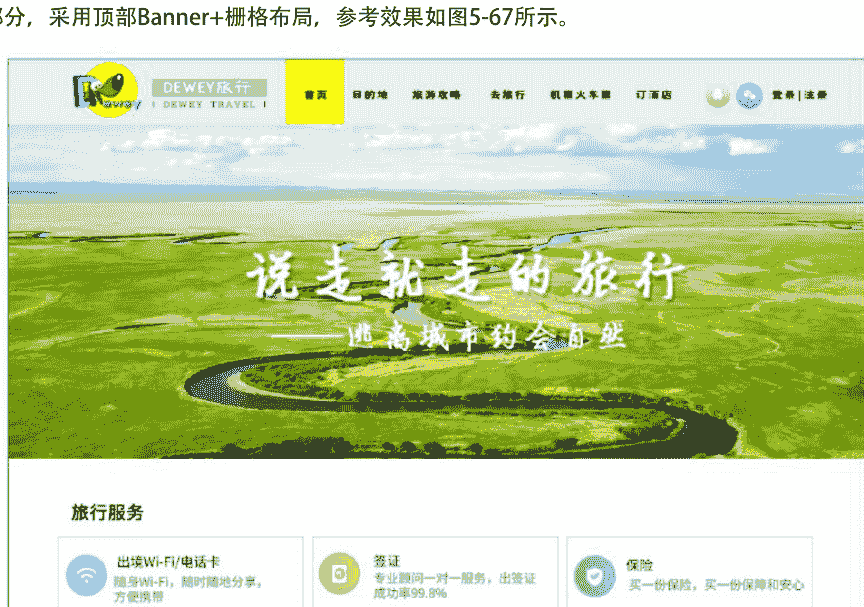 部分，采用顶部Banner+栅格布局，参考效果如图5-67所示。
Dewey
DEWEY旅行
DEWEY TRAVEL
首页 目的地 旅游攻略 去旅行 机票火车票 订酒店 登录|注册
说走就走的旅行
——逃离城市约会自然
旅行服务
出境Wi-Fi/电话卡
随身Wi-Fi，随时随地分享，
方便携带
签证
专业顾问一对一服务，出签证
成功率99.8%
保险
买一份保险，买一份保障和安心